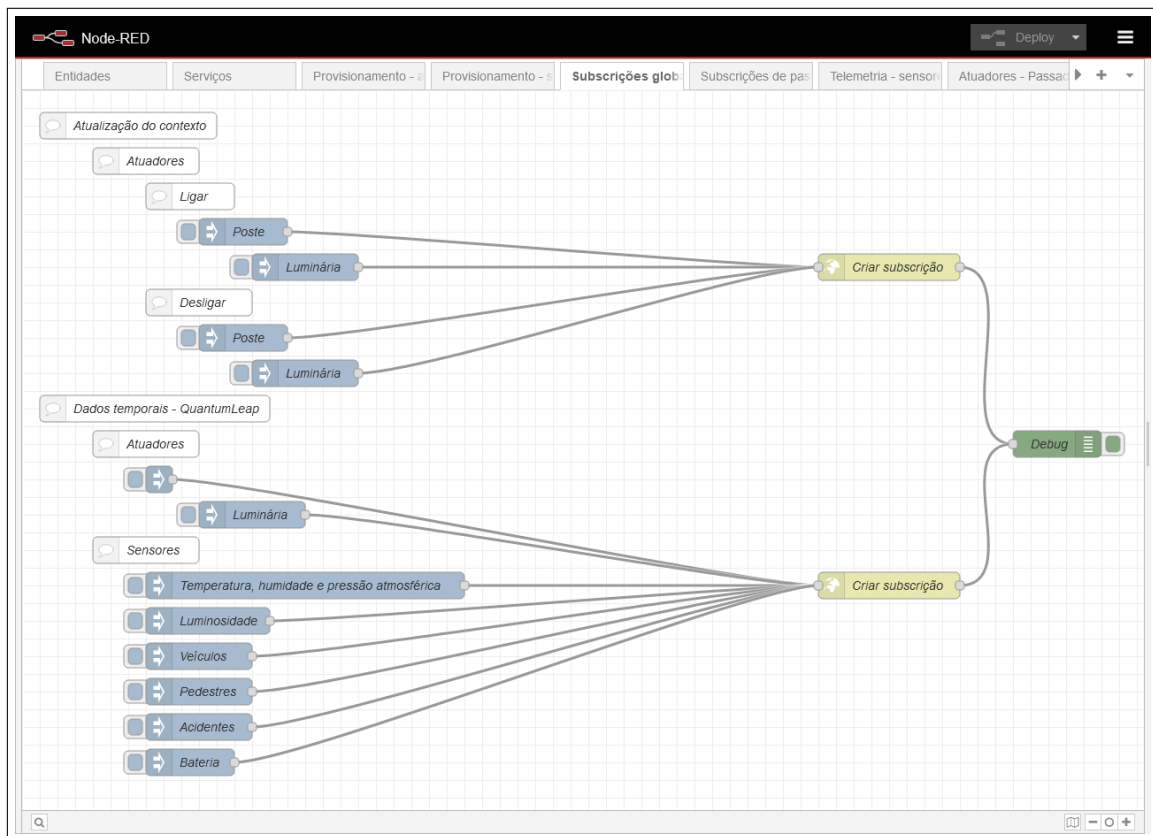 Node-RED
Deploy
Entidades
Serviços
Provisionamento - a
Provisionamento - s
Subscrições glob
Subscrições de pas
Telemetria - sensor
Atuadores - Passad
Atualização do contexto
Atuadores
Ligar
Poste
Luminária
Criar subscrição
Desligar
Poste
Luminária
Dados temporais - QuantumLeap
Atuadores
Debug
Luminária
Sensores
Temperatura, humidade e pressão atmosférica
Criar subscrição
Luminosidade
Veículos
Pedestres
Acidentes
Bateria